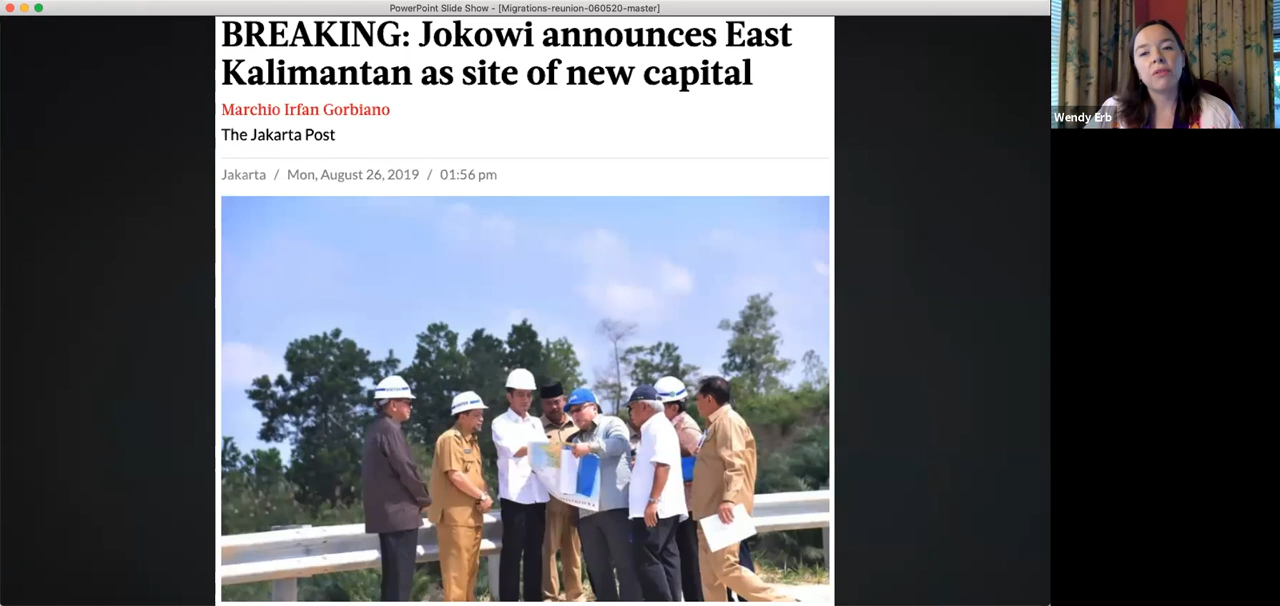 PowerPoint Slide Show - [Migrations-reunion-060520-master]
BREAKING: Jokowi announces East
Kalimantan as site of new capital
Marchio Irfan Gorbiano
The Jakarta Post
Jakarta / Mon, August 26, 2019 / 01:56 pm
Wendy Erb